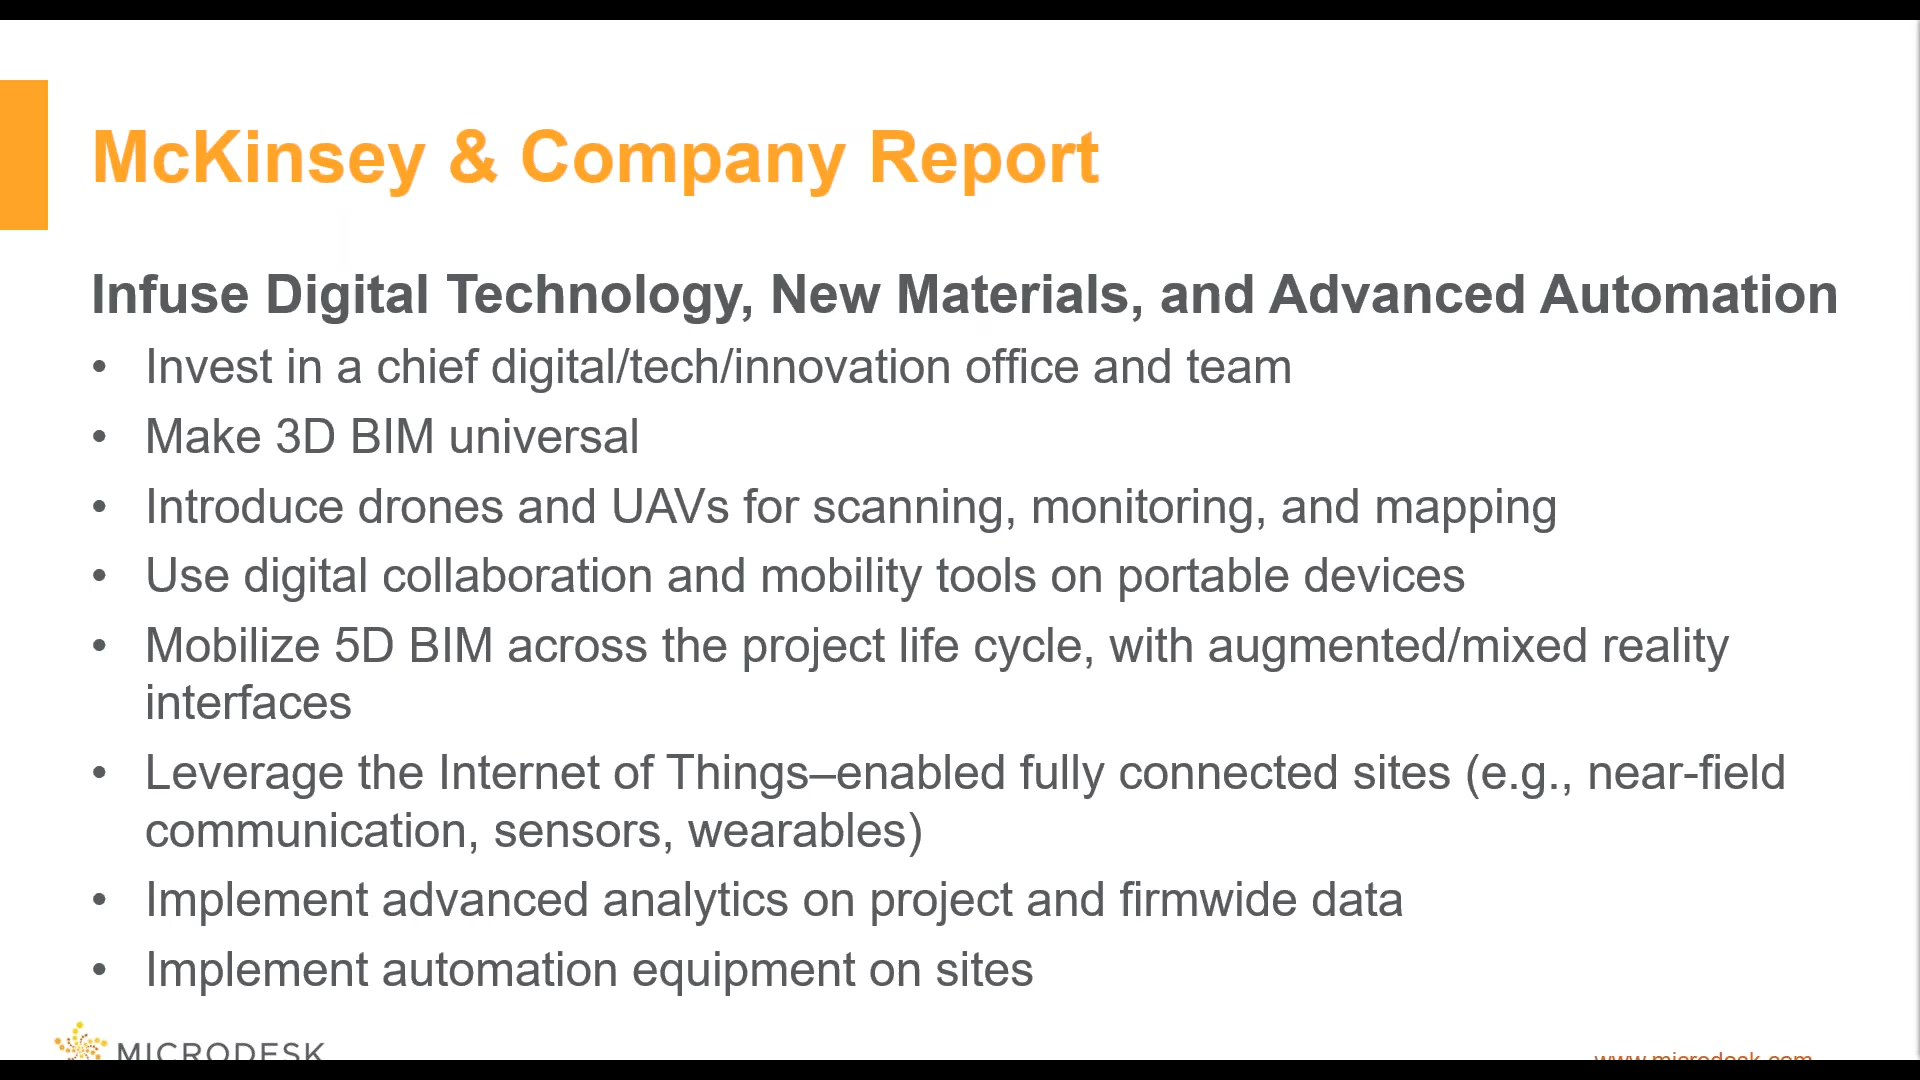 McKinsey & Company Report
Infuse Digital Technology, New Materials, and Advanced Automation
• Invest in a chief digital/tech/innovation office and team
• Make 3D BIM universal
• Introduce drones and UAVs for scanning, monitoring, and mapping
• Use digital collaboration and mobility tools on portable devices
• Mobilize 5D BIM across the project life cycle, with augmented/mixed reality
interfaces
• Leverage the Internet of Things–enabled fully connected sites (e.g., near-field
communication, sensors, wearables)
• Implement advanced analytics on project and firmwide data
• Implement automation equipment on sites
MICRODESK
www.microdesk.com